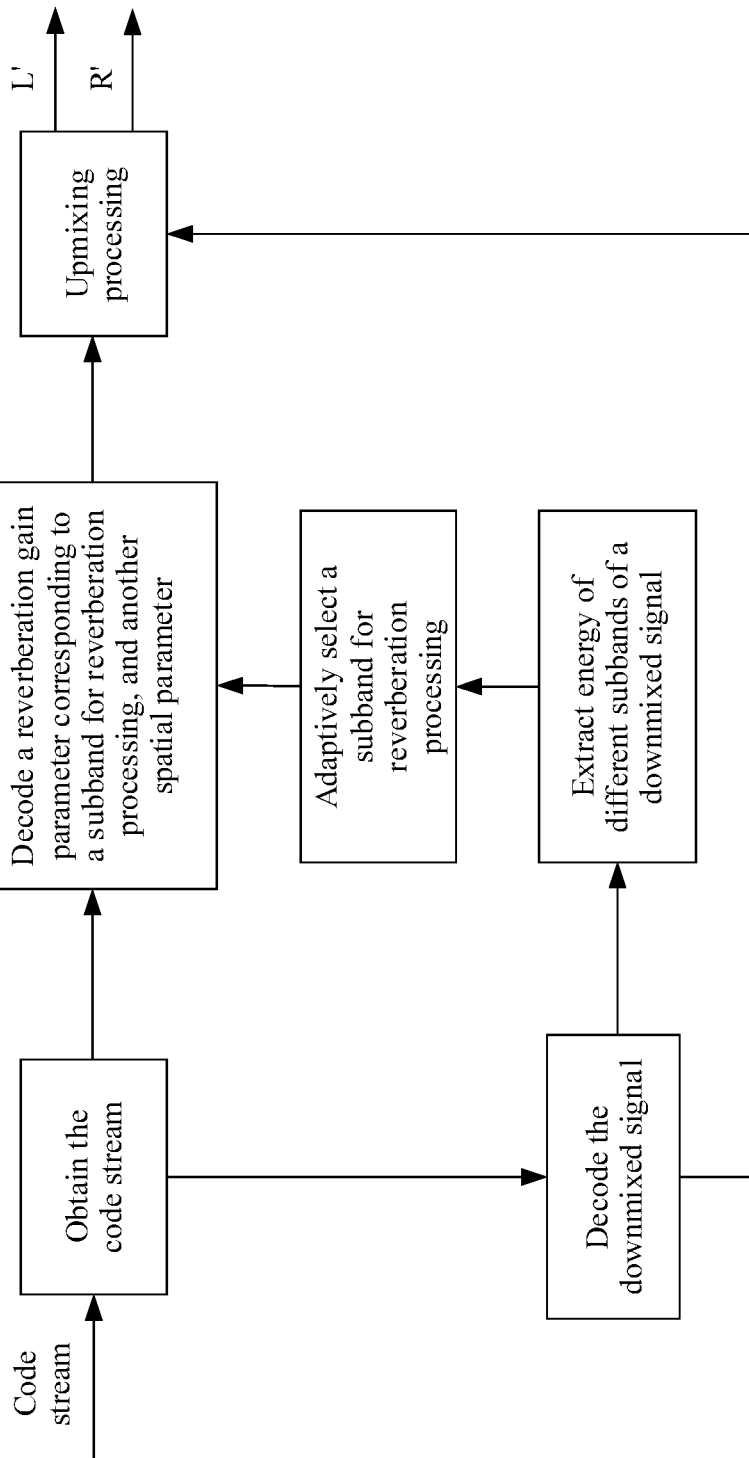 Code
stream
Obtain the
code stream
Decode a reverberation gain
parameter corresponding to
a subband for reverberation
processing, and another
spatial parameter
Upmixing
processing
L'
R'
Adaptively select a
subband for
reverberation
processing
Decode the
downmixed signal
Extract energy of
different subbands of a
downmixed signal